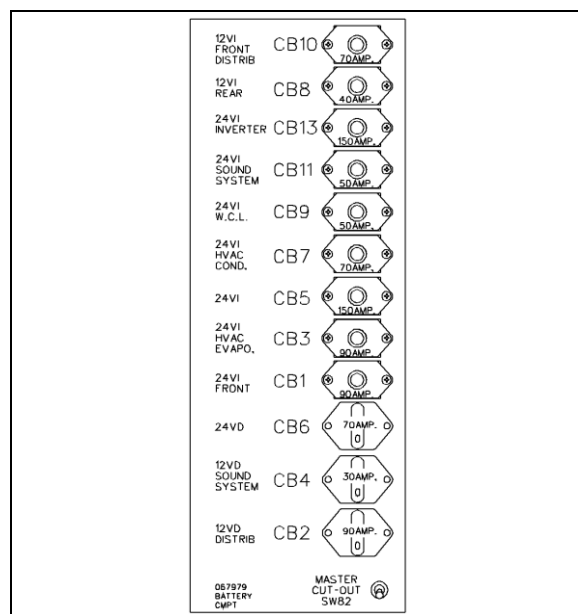 12VI
FRONT
DISTRIB
CB10
70AMP.
12VI
REAR
CB8
40AMP.
24VI
INVERTER
CB13
150AMP.
24VI
SOUND
SYSTEM
CB11
50AMP.
24VI
W.C.L.
CB9
50AMP.
24VI
HVAC
COND.
CB7
70AMP.
24VI
CB5
150AMP.
24VI
HVAC
EVAPO.
CB3
90AMP.
24VI
FRONT
CB1
90AMP.
24VD
CB6
70AMP.
0
12VD
SOUND
SYSTEM
CB4
30AMP.
0
12VD
DISTRIB
CB2
90AMP.
0
067979
BATTERY
CMPT
MASTER
CUT-OUT
SW82